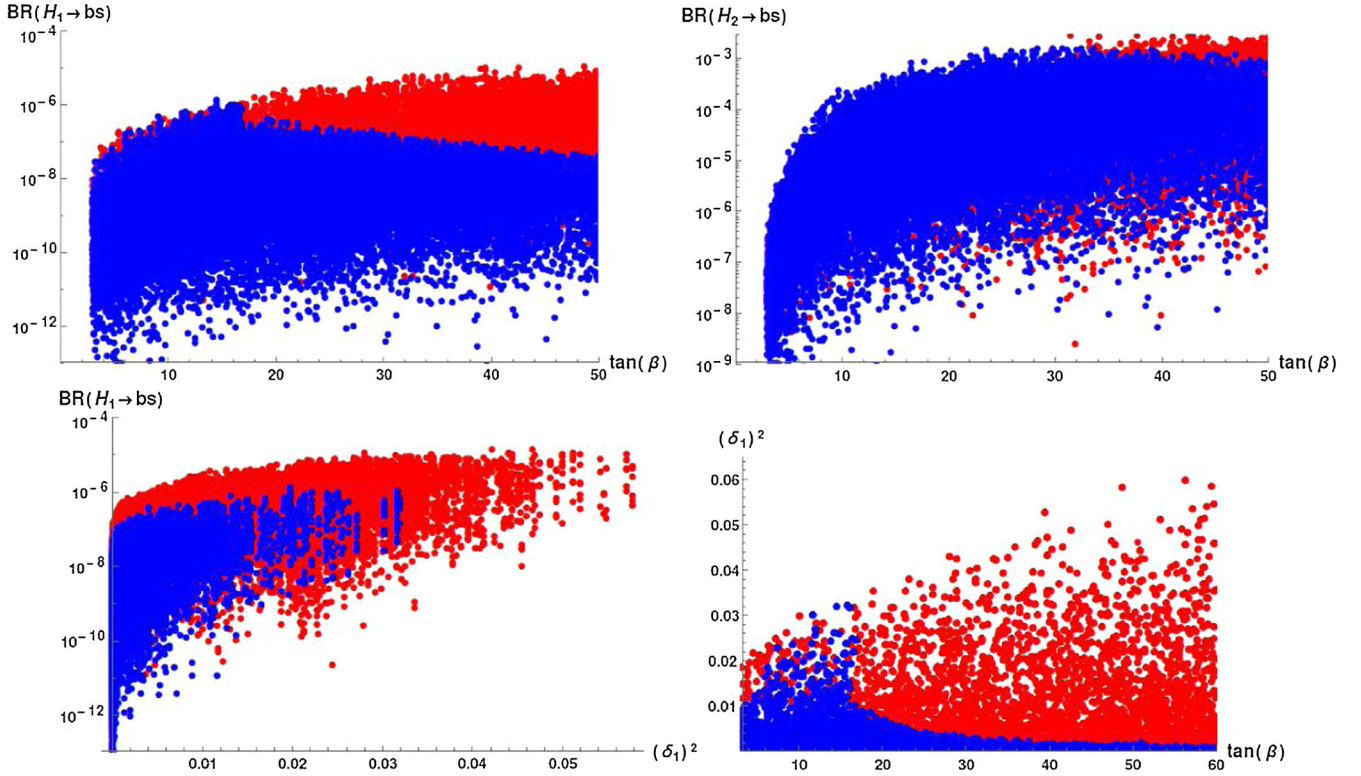 BR(H₁→bs)
10⁻⁴
10⁻⁶
10⁻⁸
10⁻¹⁰
10⁻¹²
10 20 30 40 50 tan(β)
BR(H₂→bs)
10⁻³
10⁻⁴
10⁻⁵
10⁻⁶
10⁻⁷
10⁻⁸
10⁻⁹
10 20 30 40 50 tan(β)
BR(H₁→bs)
10⁻⁴
10⁻⁶
10⁻⁸
10⁻¹⁰
10⁻¹²
0.01 0.02 0.03 0.04 0.05 (δ₁)²
(δ₁)²
0.06
0.05
0.04
0.03
0.02
0.01
10 20 30 40 50 60 tan(β)